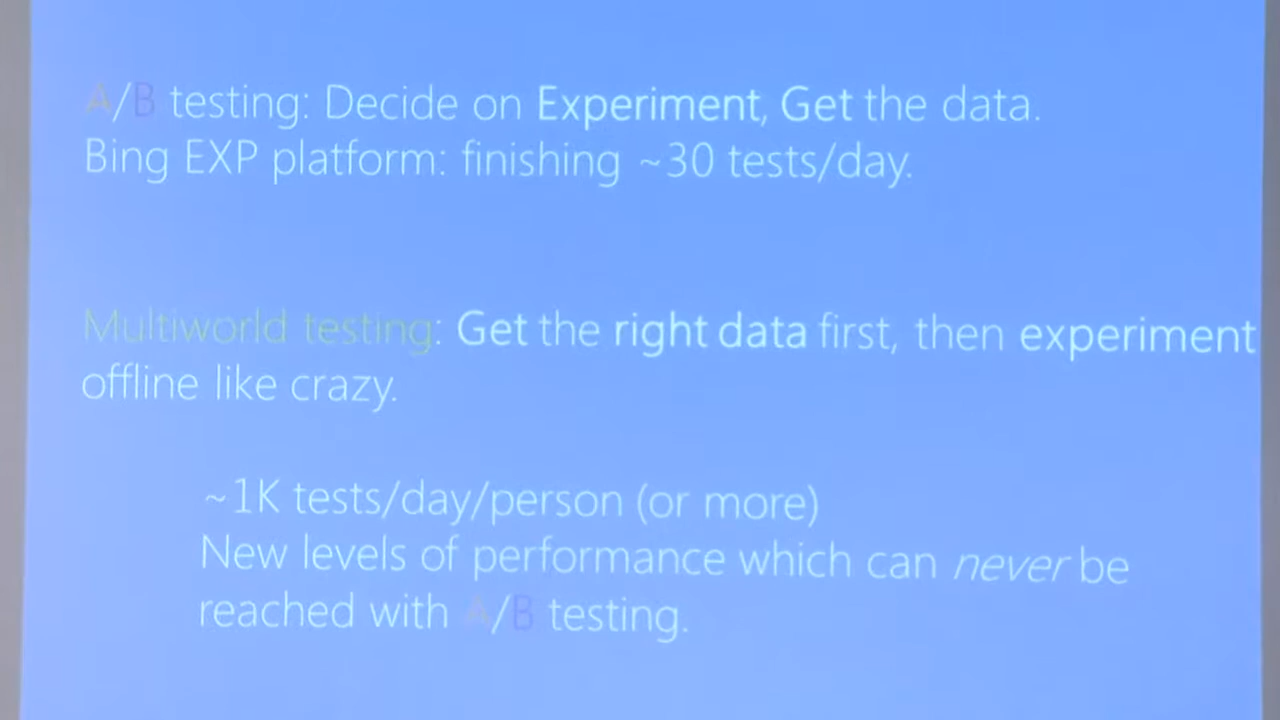 A/B testing: Decide on Experiment, Get the data.
Bing EXP platform: finishing ~30 tests/day.
Multiworld testing: Get the right data first, then experiment
offline like crazy.
~1K tests/day/person (or more)
New levels of performance which can never be
reached with A/B testing.